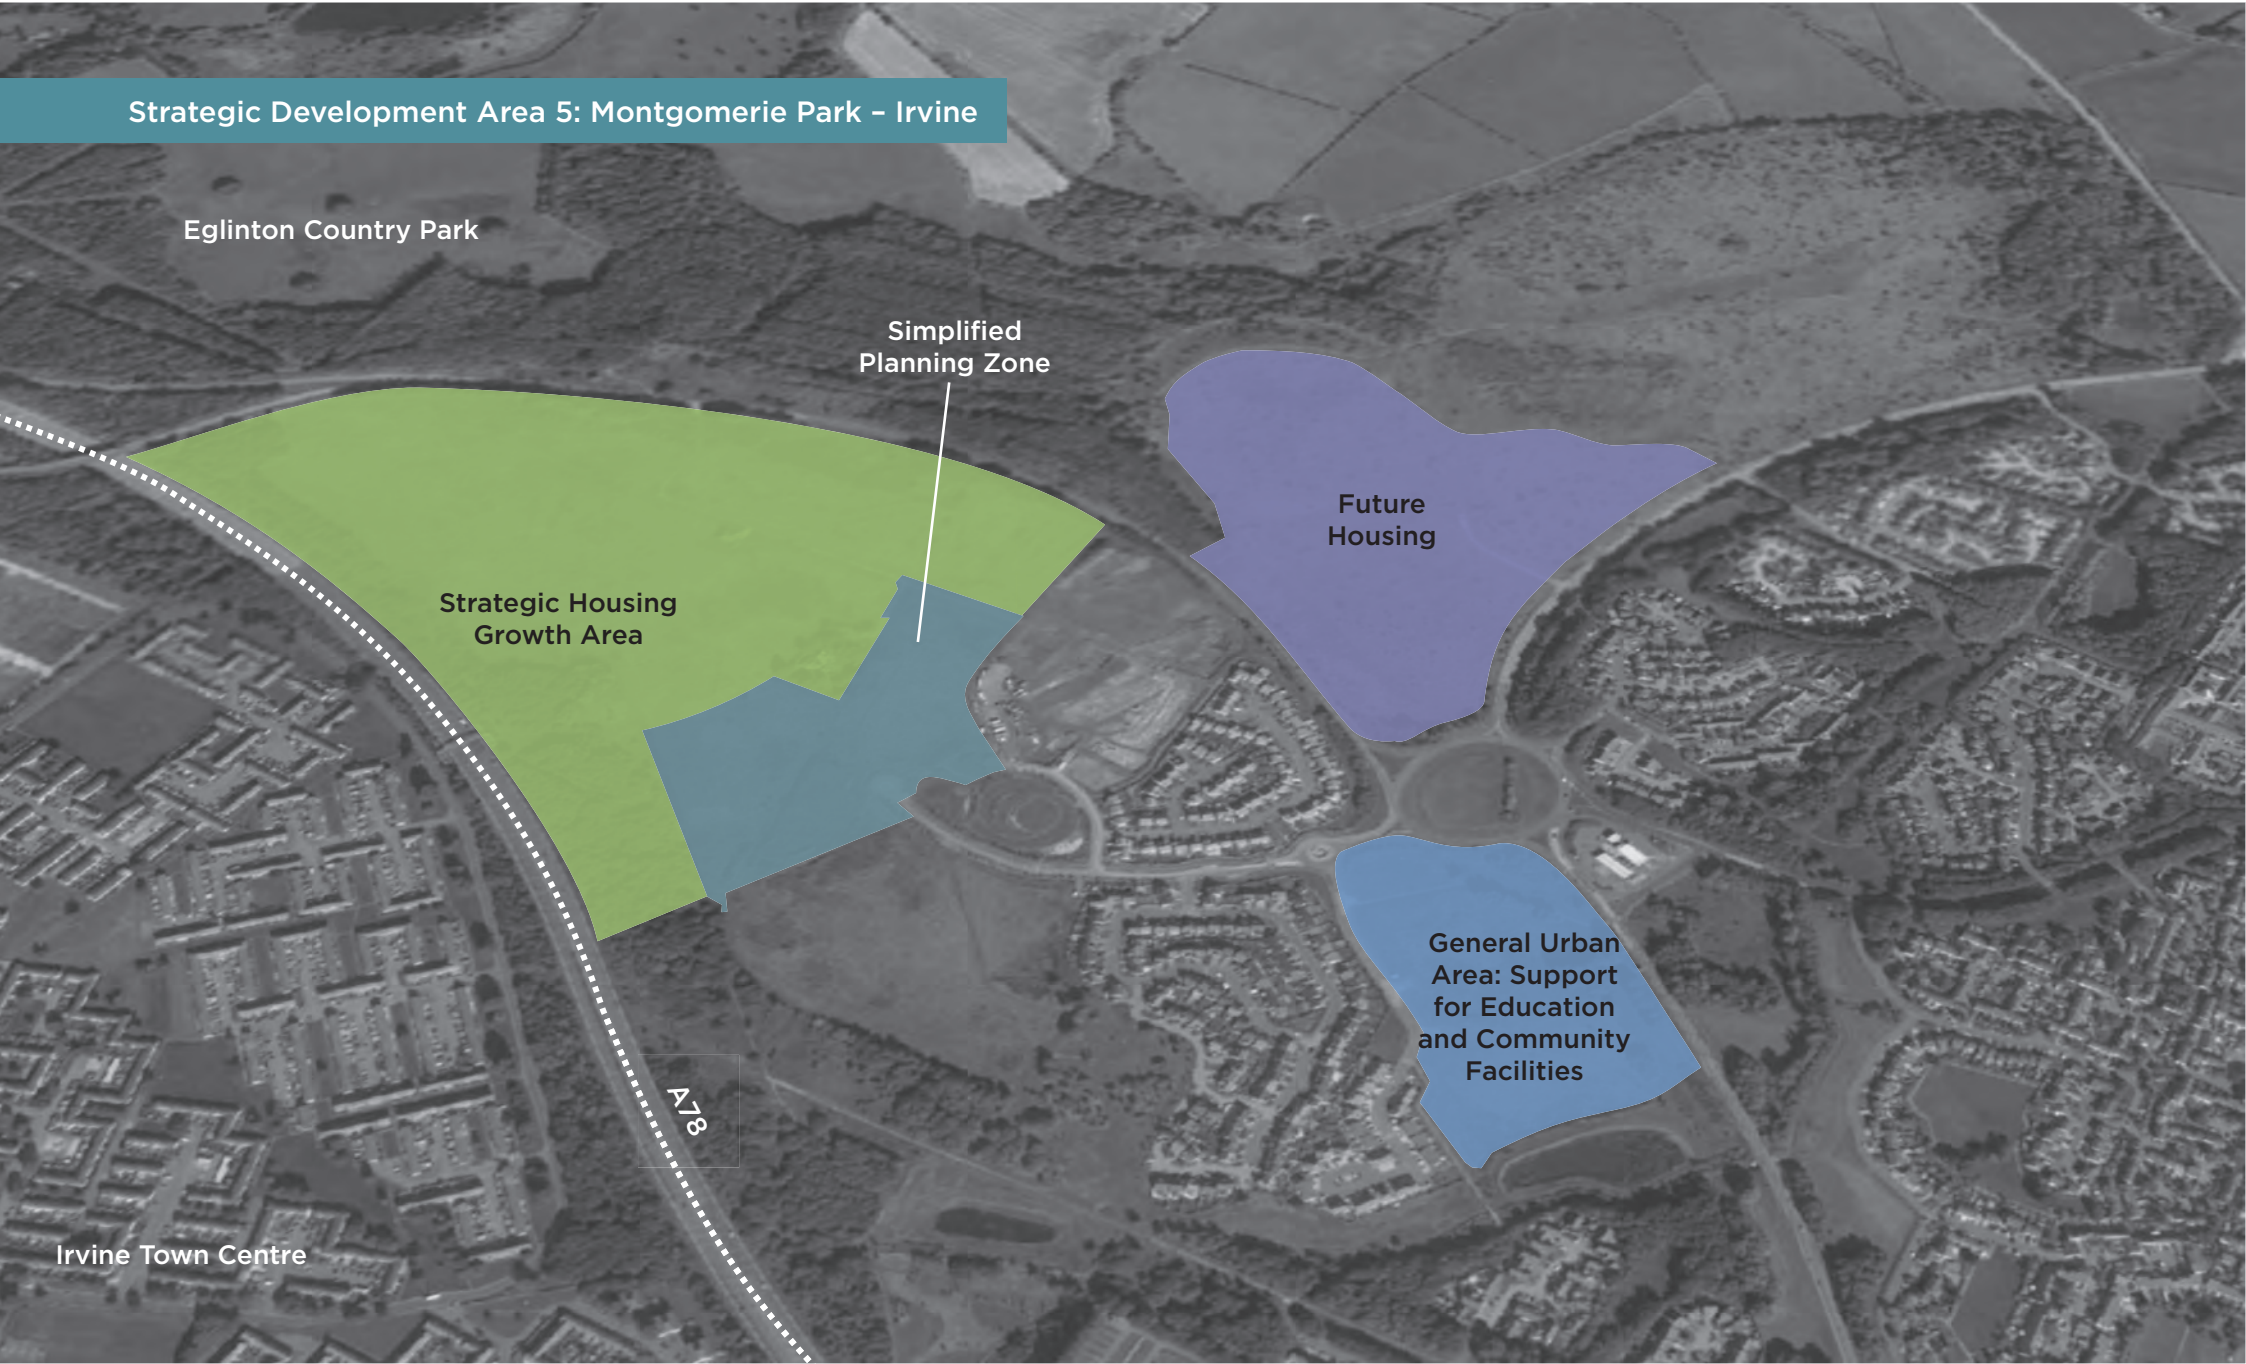 Strategic Development Area 5: Montgomerie Park – Irvine
Eglinton Country Park
Simplified
Planning Zone
Future
Housing
Strategic Housing
Growth Area
General Urban
Area: Support
for Education
and Community
Facilities
A78
Irvine Town Centre